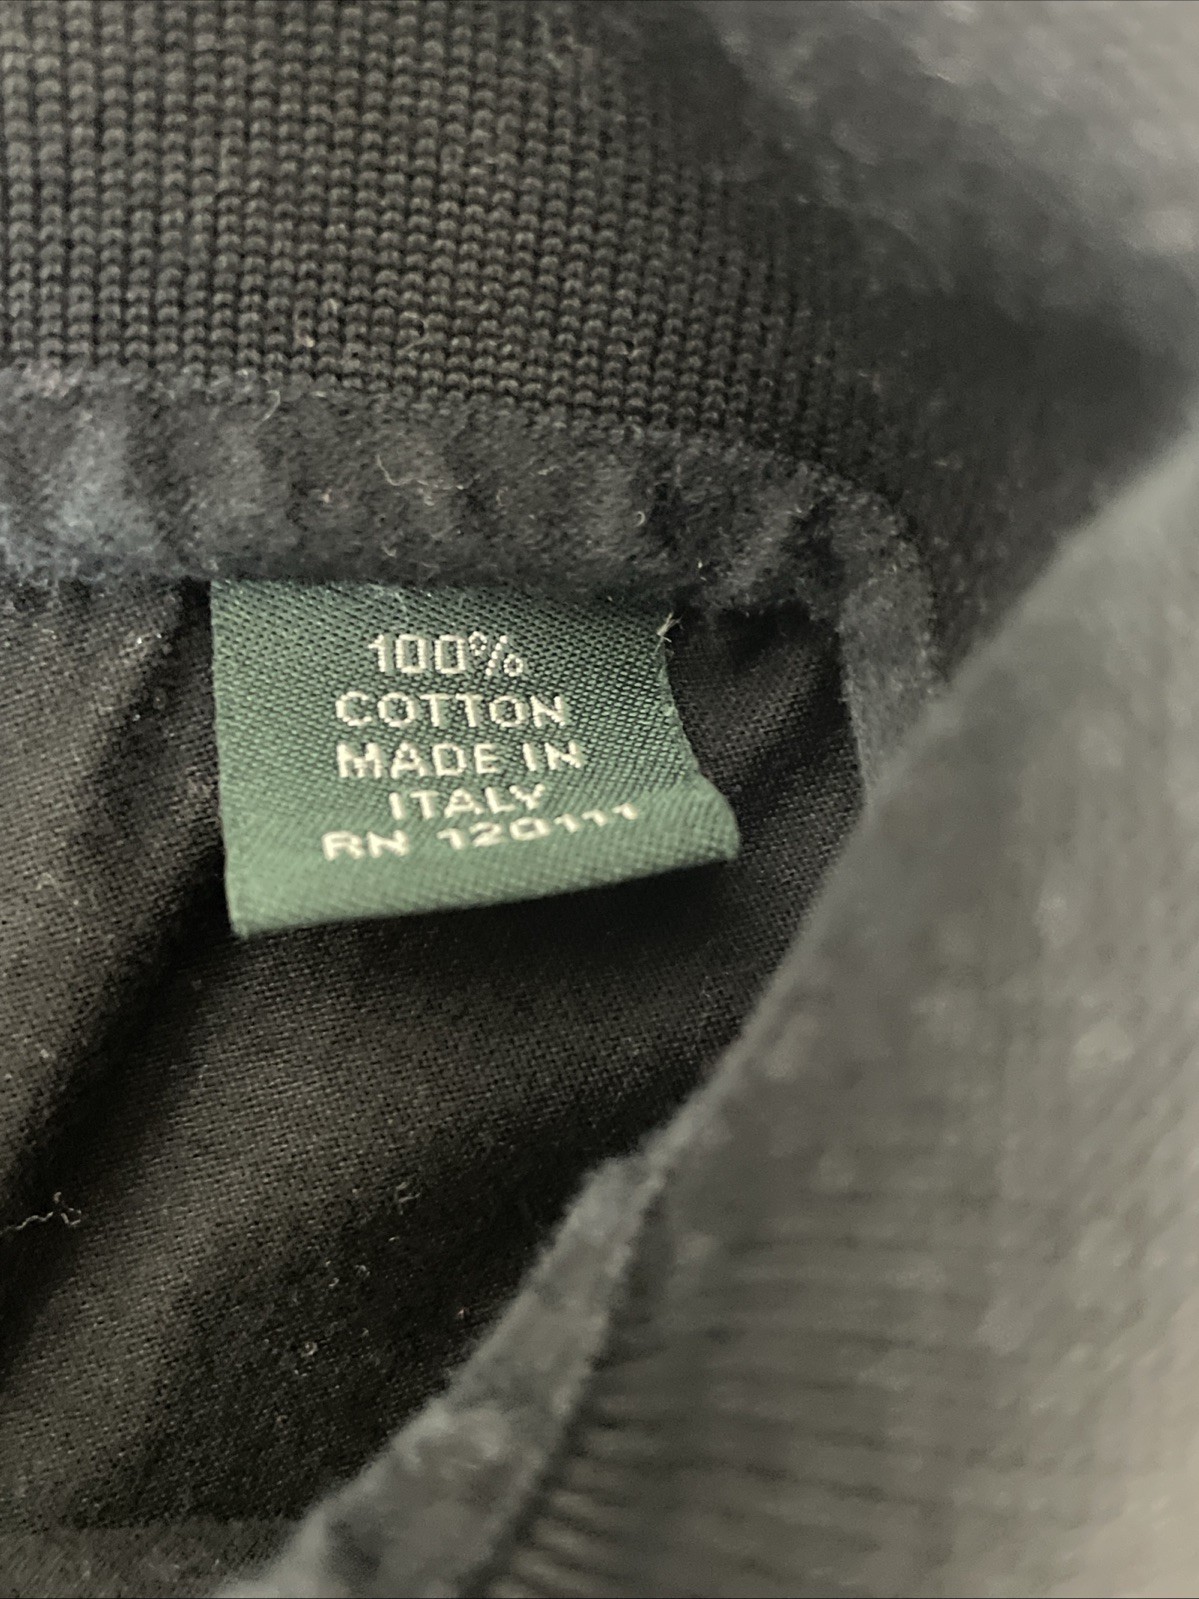 100%
COTTON
MADE IN
ITALY
RN 120111